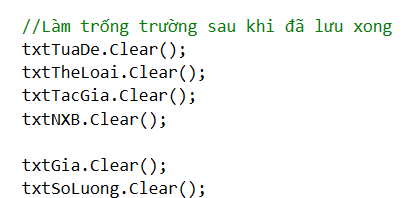 //Làm trống trường sau khi đã lưu xong
txtTuaDe.Clear();
txtTheLoai.Clear();
txtTacGia.Clear();
txtNXB.Clear();
txtGia.Clear();
txtSoLuong.Clear();